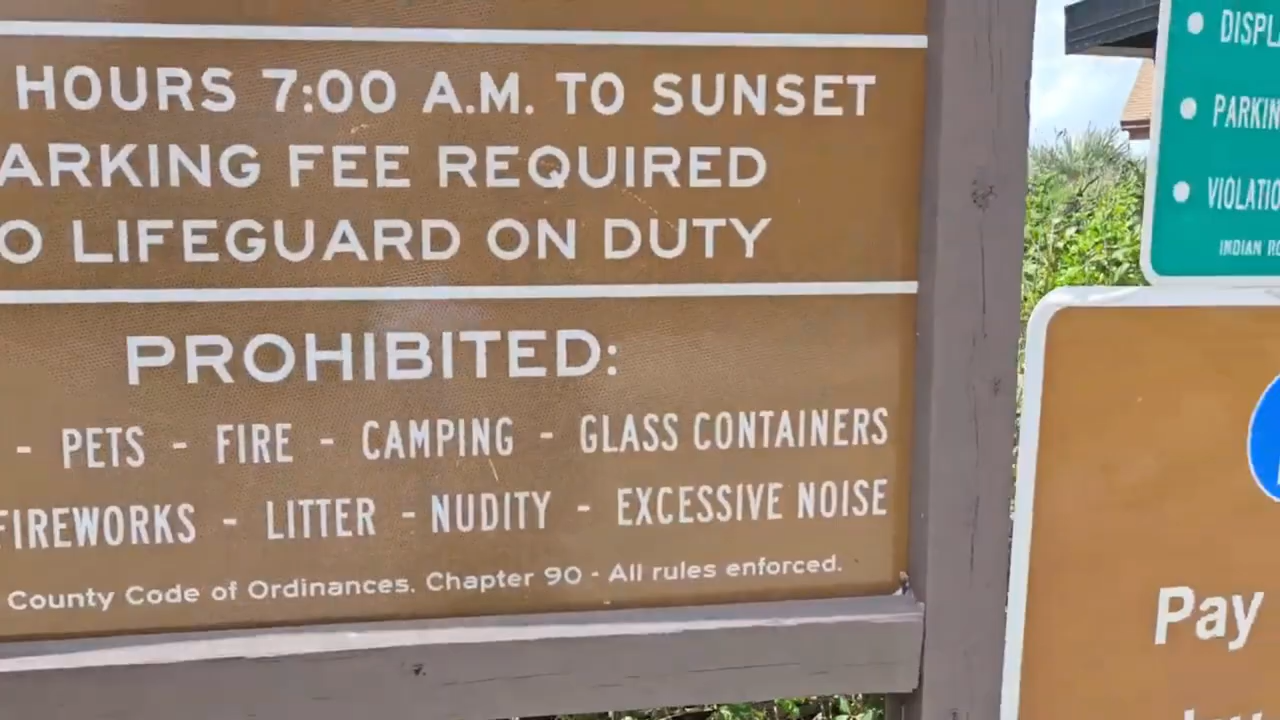 HOURS 7:00 A.M. TO SUNSET
ARKING FEE REQUIRED
O LIFEGUARD ON DUTY
PROHIBITED:
- PETS - FIRE - CAMPING - GLASS CONTAINERS
FIREWORKS - LITTER - NUDITY - EXCESSIVE NOISE
County Code of Ordinances. Chapter 90 - All rules enforced.
• DISPL
• PARKIN
• VIOLATIO
INDIAN R
Pay